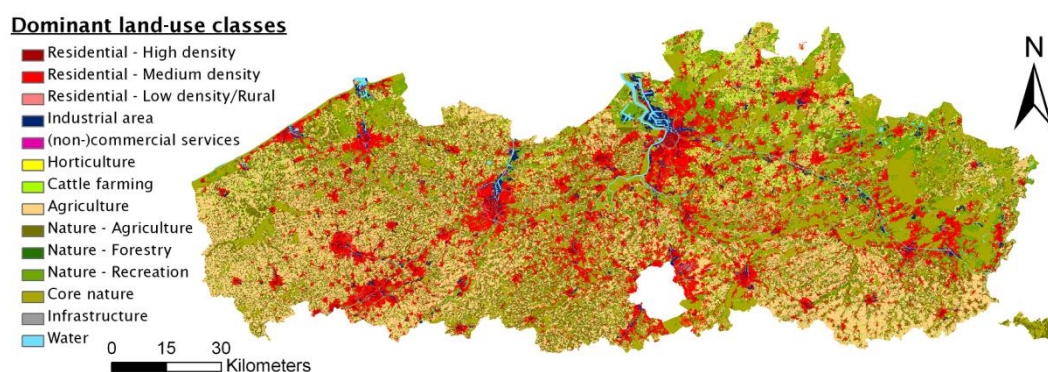 Dominant land-use classes
Residential - High density
Residential - Medium density
Residential - Low density/Rural
Industrial area
(non-)commercial services
Horticulture
Cattle farming
Agriculture
Nature - Agriculture
Nature - Forestry
Nature - Recreation
Core nature
Infrastructure
Water
0 15 30
Kilometers
N